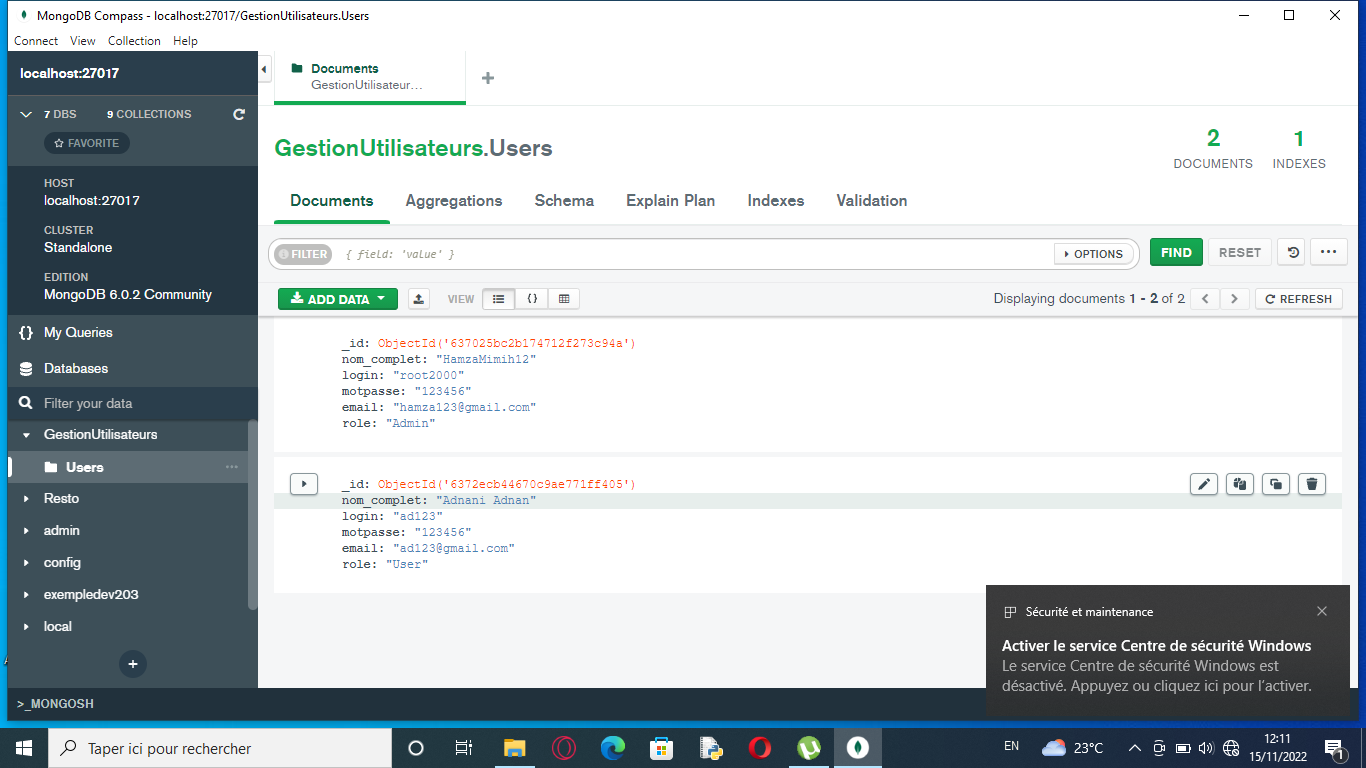 MongoDB Compass - localhost:27017/GestionUtilisateurs.Users
Connect View Collection Help
localhost:27017
7 DBS 9 COLLECTIONS
FAVORITE
HOST
localhost:27017
CLUSTER
Standalone
EDITION
MongoDB 6.0.2 Community
My Queries
Databases
Filter your data
GestionUtilisateurs
Users
Resto
admin
config
exempledev203
local
>_MONGOSH
Documents
GestionUtilisateur...
GestionUtilisateurs.Users
2
DOCUMENTS
1
INDEXES
Documents Aggregations Schema Explain Plan Indexes Validation
FILTER { field: 'value' } OPTIONS FIND RESET
ADD DATA VIEW Displaying documents 1 - 2 of 2 REFRESH
_id: ObjectId('637025bc2b174712f273c94a')
nom_complet: "HamzaMimih12"
login: "root2000"
motpasse: "123456"
email: "hamza123@gmail.com"
role: "Admin"
_id: ObjectId('6372ecb44670c9ae771ff405')
nom_complet: "Adnani Adnan"
login: "ad123"
motpasse: "123456"
email: "ad123@gmail.com"
role: "User"
Sécurité et maintenance
Activer le service Centre de sécurité Windows
Le service Centre de sécurité Windows est
désactivé. Appuyez ou cliquez ici pour l'activer.
Taper ici pour rechercher
EN
23°C
12:11
15/11/2022
1